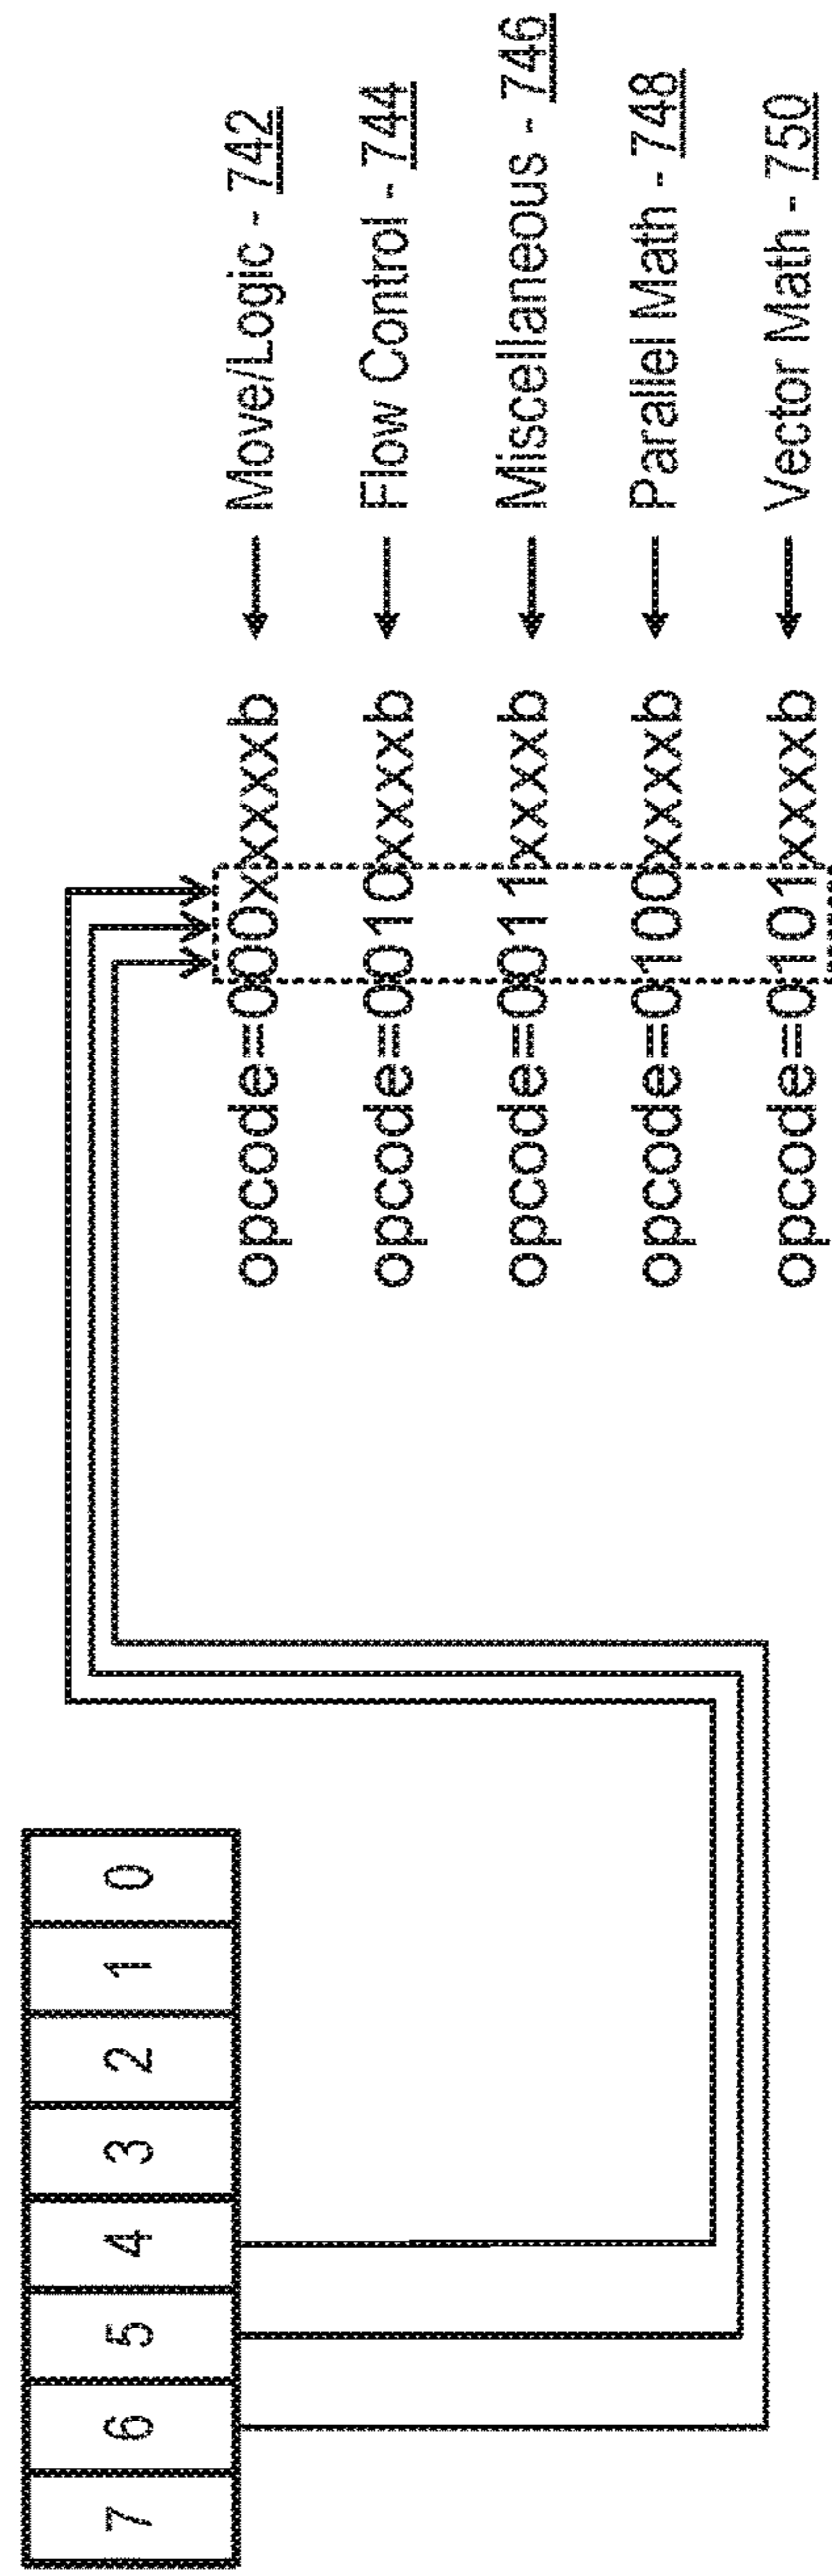 7 6 5 4 3 2 1 0
opcode=000xxxxxb ← Move/Logic - 742
opcode=0010xxxxb ← Flow Control - 744
opcode=0011xxxxb ← Miscellaneous - 746
opcode=0100xxxxb ← Parallel Math - 748
opcode=0101xxxxb ← Vector Math - 750